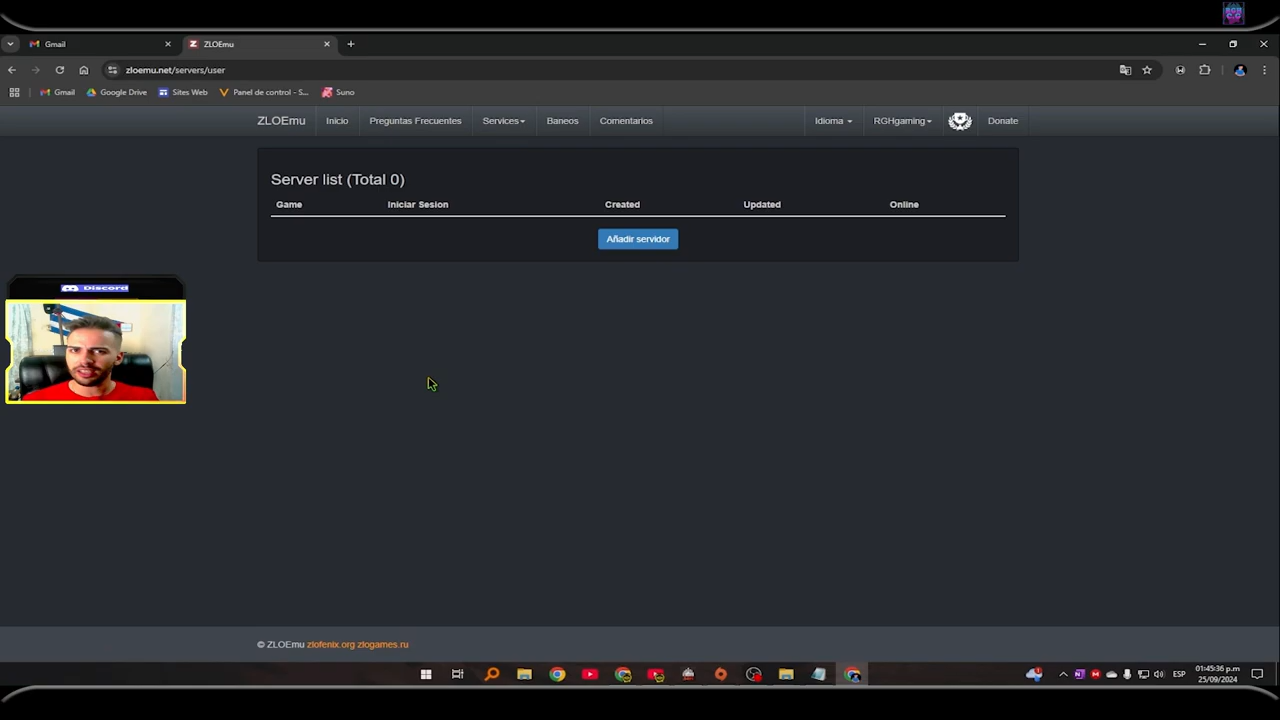 Gmail
ZLOEmu
zloemu.net/servers/user
Gmail
Google Drive
Sites Web
Panel de control - S...
Suno
ZLOEmu
Inicio
Preguntas Frecuentes
Services
Baneos
Comentarios
Idioma
RGHgaming
Donate
Server list (Total 0)
Game
Iniciar Sesion
Created
Updated
Online
Añadir servidor
Discord
© ZLOEmu zlofenix.org zlogames.ru
ESP
01:45:36 p.m
25/09/2024